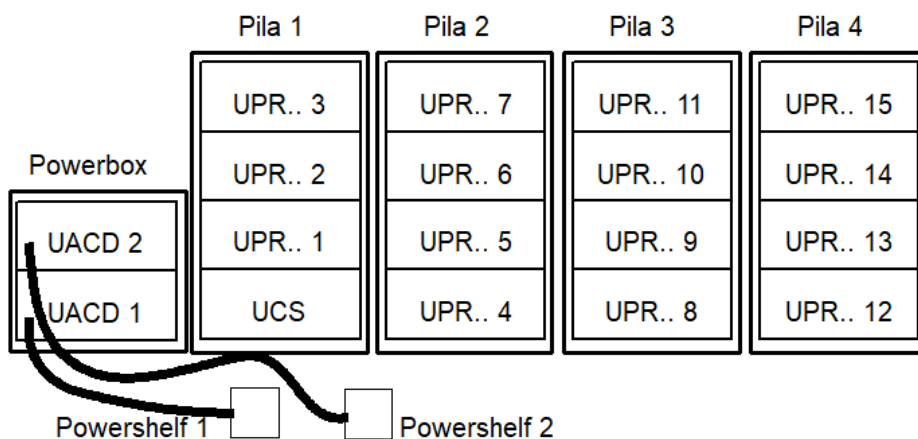 Pila 1
Pila 2
Pila 3
Pila 4
UPR.. 3
UPR.. 7
UPR.. 11
UPR.. 15
Powerbox
UPR.. 2
UPR.. 6
UPR.. 10
UPR.. 14
UACD 2
UPR.. 1
UPR.. 5
UPR.. 9
UPR.. 13
UACD 1
UCS
UPR.. 4
UPR.. 8
UPR.. 12
Powershelf 1
Powershelf 2